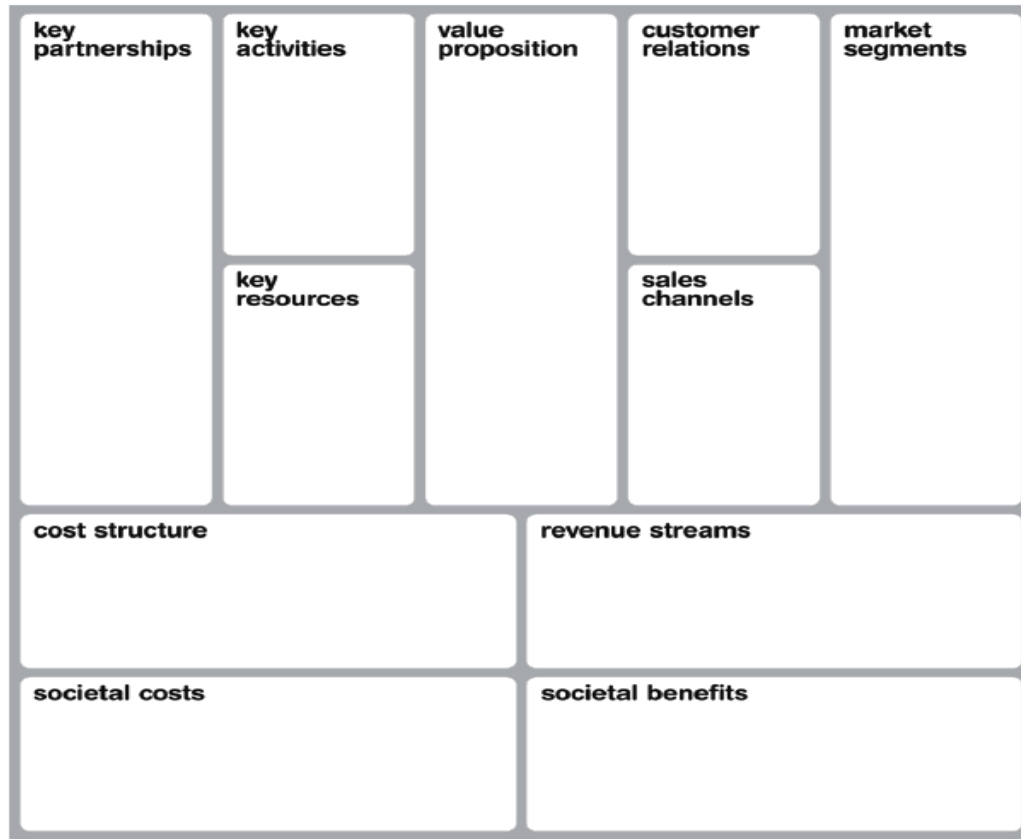 key
partnerships
key
activities
value
proposition
customer
relations
market
segments
key
resources
sales
channels
cost structure
revenue streams
societal costs
societal benefits